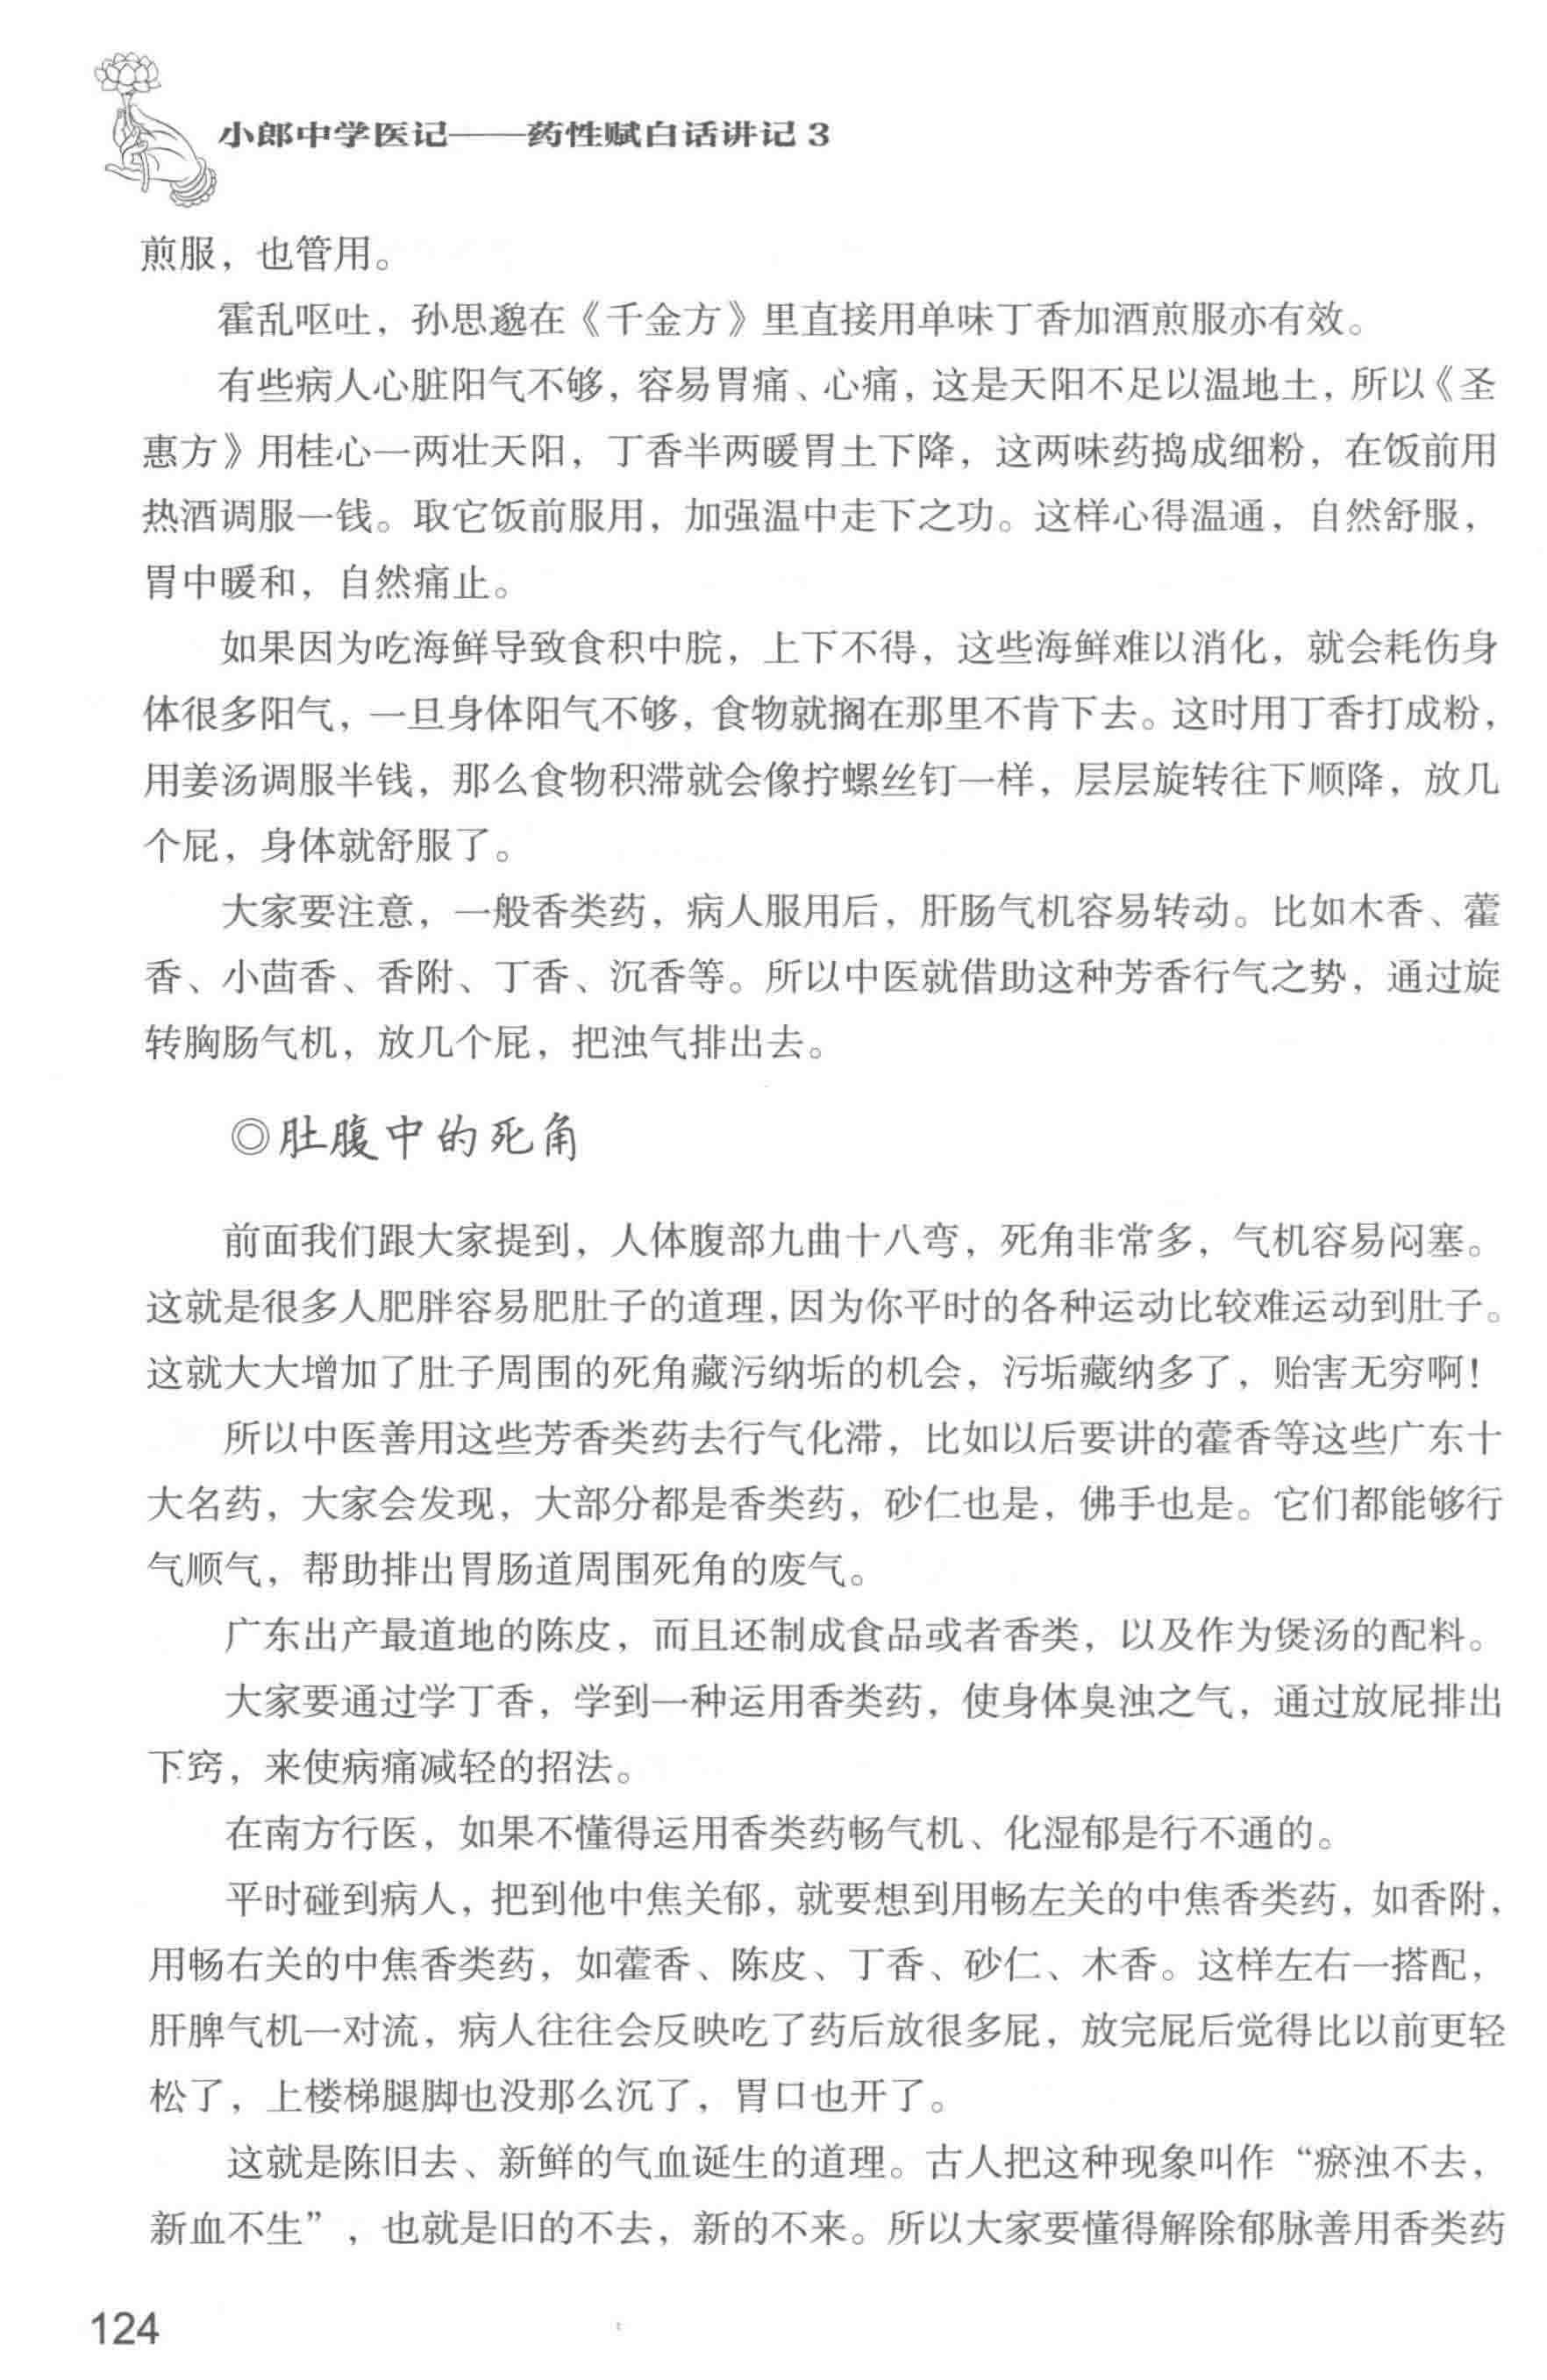 小郎中学医记——药性赋白话讲记3
煎服，也管用。
霍乱呕吐，孙思邈在《千金方》里直接用单味丁香加酒煎服亦有效。
有些病人心脏阳气不够，容易胃痛、心痛，这是天阳不足以温地土，所以《圣
惠方》用桂心一两壮天阳，丁香半两暖胃土下降，这两味药捣成细粉，在饭前用
热酒调服一钱。取它饭前服用，加强温中走下之功。这样心得温通，自然舒服，
胃中暖和，自然痛止。
如果因为吃海鲜导致食积中脘，上下不得，这些海鲜难以消化，就会耗伤身
体很多阳气，一旦身体阳气不够，食物就搁在那里不肯下去。这时用丁香打成粉，
用姜汤调服半钱，那么食物积滞就会像拧螺丝钉一样，层层旋转往下顺降，放几
个屁，身体就舒服了。
大家要注意，一般香类药，病人服用后，肝肠气机容易转动。比如木香、藿
香、小茴香、香附、丁香、沉香等。所以中医就借助这种芳香行气之势，通过旋
转胸肠气机，放几个屁，把浊气排出去。
◎肚腹中的死角
前面我们跟大家提到，人体腹部九曲十八弯，死角非常多，气机容易闷塞。
这就是很多人肥胖容易肥肚子的道理，因为你平时的各种运动比较难运动到肚子。
这就大大增加了肚子周围的死角藏污纳垢的机会，污垢藏纳多了，贻害无穷啊！
所以中医善用这些芳香类药去行气化滞，比如以后要讲的藿香等这些广东十
大名药，大家会发现，大部分都是香类药，砂仁也是，佛手也是。它们都能够行
气顺气，帮助排出胃肠道周围死角的废气。
广东出产最道地的陈皮，而且还制成食品或者香类，以及作为煲汤的配料。
大家要通过学丁香，学到一种运用香类药，使身体臭浊之气，通过放屁排出
下窍，来使病痛减轻的招法。
在南方行医，如果不懂得运用香类药畅气机、化湿郁是行不通的。
平时碰到病人，把到他中焦关郁，就要想到用畅左关的中焦香类药，如香附，
用畅右关的中焦香类药，如藿香、陈皮、丁香、砂仁、木香。这样左右一搭配，
肝脾气机一对流，病人往往会反映吃了药后放很多屁，放完屁后觉得比以前更轻
松了，上楼梯腿脚也没那么沉了，胃口也开了。
这就是陈旧去、新鲜的气血诞生的道理。古人把这种现象叫作“瘀浊不去，
新血不生”，也就是旧的不去，新的不来。所以大家要懂得解除郁脉善用香类药
124